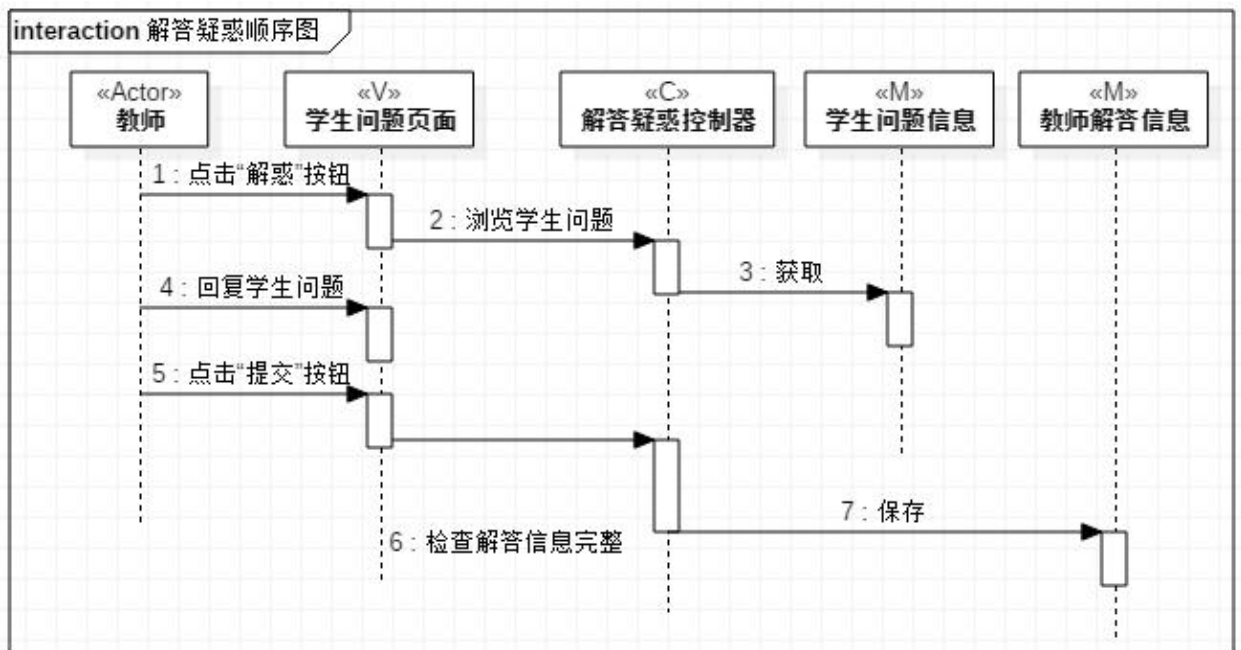 interaction 解答疑惑顺序图
«Actor»
教师
«V»
学生问题页面
«C»
解答疑惑控制器
«M»
学生问题信息
«M»
教师解答信息
1 : 点击“解惑”按钮
2 : 浏览学生问题
3 : 获取
4 : 回复学生问题
5 : 点击“提交”按钮
7 : 保存
6 : 检查解答信息完整